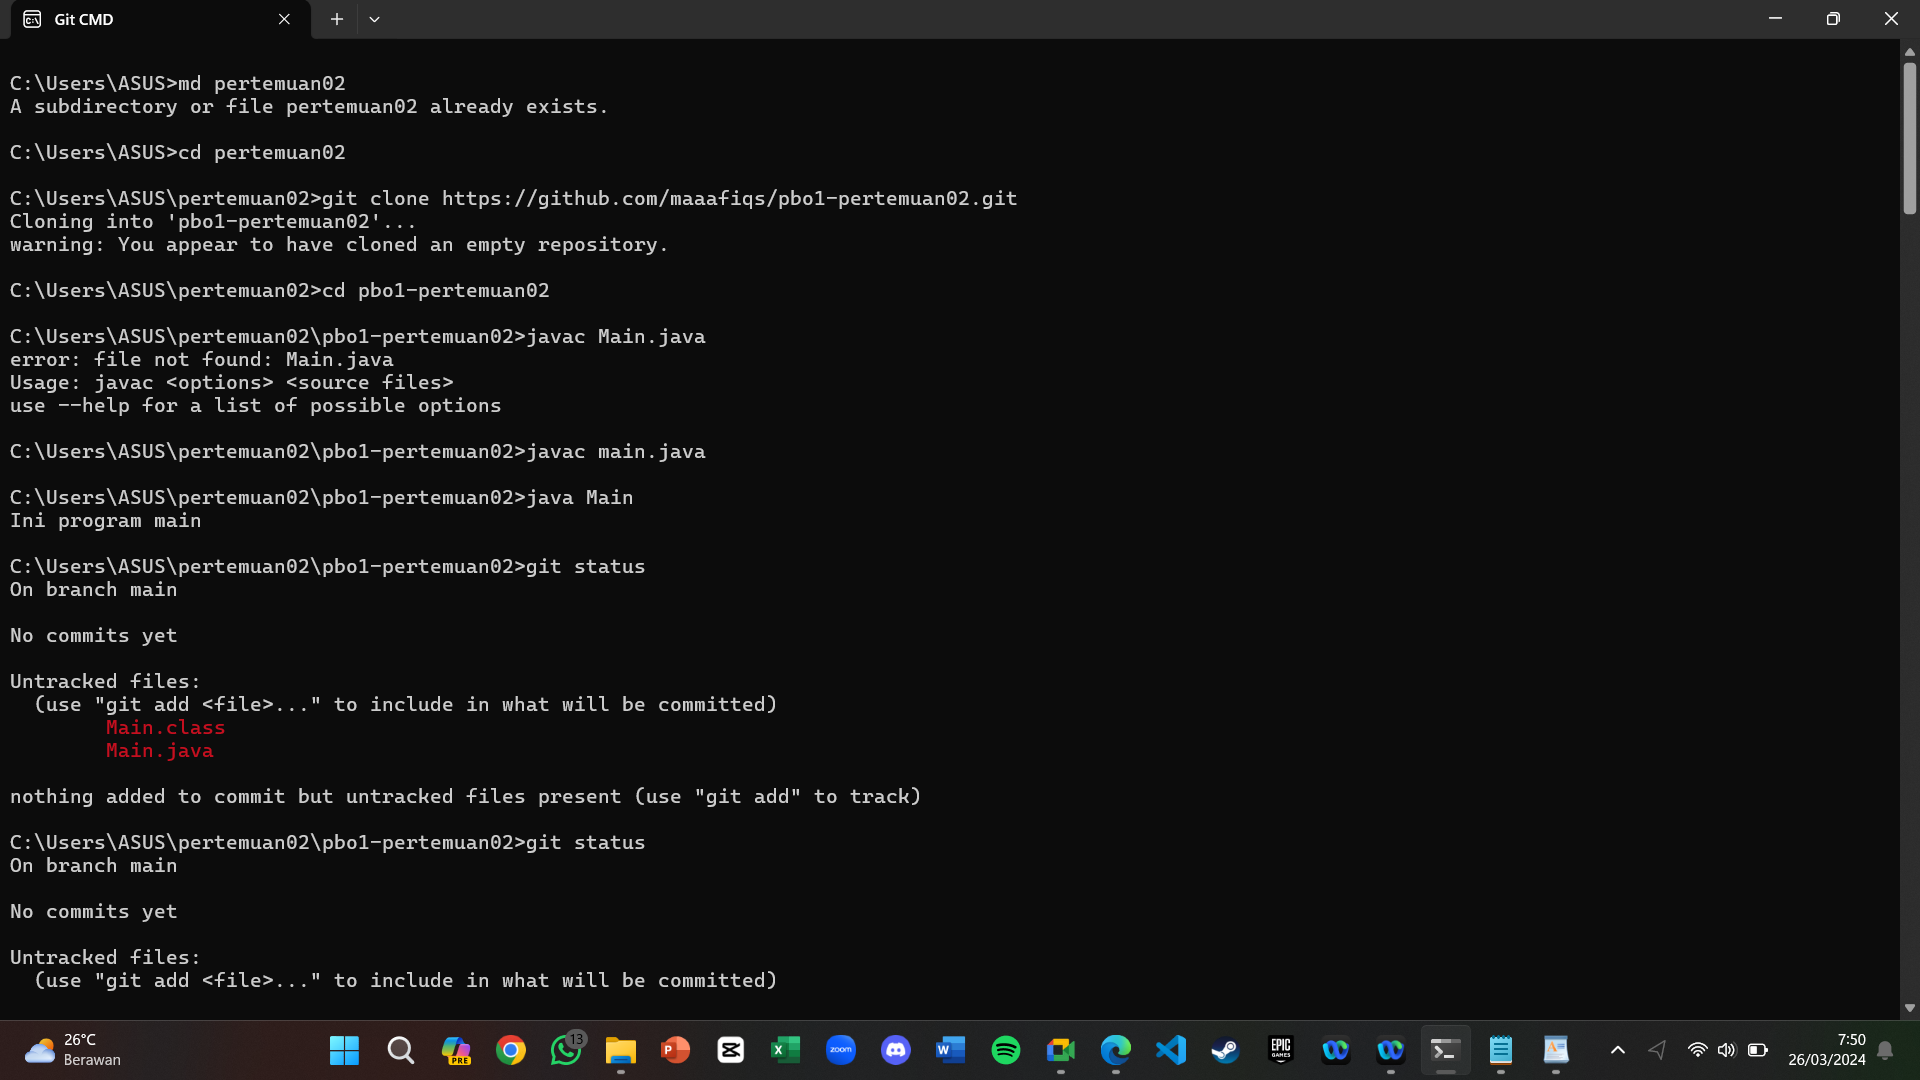 Git CMD
C:\Users\ASUS>md pertemuan02
A subdirectory or file pertemuan02 already exists.
C:\Users\ASUS>cd pertemuan02
C:\Users\ASUS\pertemuan02>git clone https://github.com/maaafiqs/pbo1-pertemuan02.git
Cloning into 'pbo1-pertemuan02'...
warning: You appear to have cloned an empty repository.
C:\Users\ASUS\pertemuan02>cd pbo1-pertemuan02
C:\Users\ASUS\pertemuan02\pbo1-pertemuan02>javac Main.java
error: file not found: Main.java
Usage: javac <options> <source files>
use --help for a list of possible options
C:\Users\ASUS\pertemuan02\pbo1-pertemuan02>javac main.java
C:\Users\ASUS\pertemuan02\pbo1-pertemuan02>java Main
Ini program main
C:\Users\ASUS\pertemuan02\pbo1-pertemuan02>git status
On branch main
No commits yet
Untracked files:
  (use "git add <file>..." to include in what will be committed)
        Main.class
        Main.java
nothing added to commit but untracked files present (use "git add" to track)
C:\Users\ASUS\pertemuan02\pbo1-pertemuan02>git status
On branch main
No commits yet
Untracked files:
  (use "git add <file>..." to include in what will be committed)
26°C
Berawan
PRE
13
P
X
zoom
W
EPIC
GAMES
7:50
26/03/2024